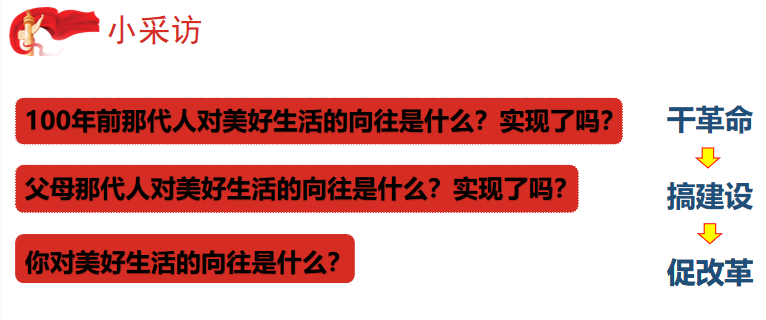 小采访
100年前那代人对美好生活的向往是什么？实现了吗？
干革命
父母那代人对美好生活的向往是什么？实现了吗？
搞建设
你对美好生活的向往是什么？
促改革